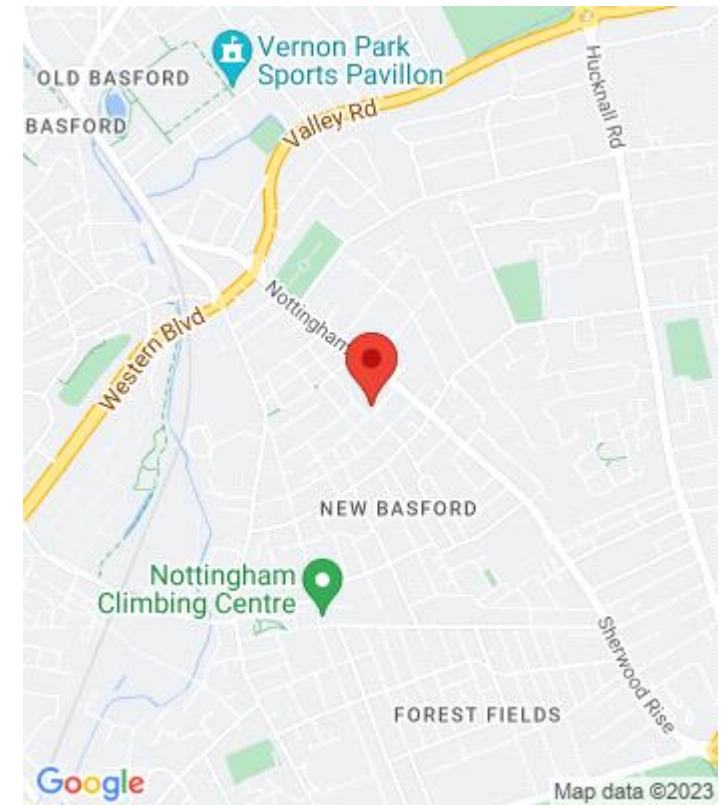 Vernon Park
Sports Pavillon
OLD BASFORD
BASFORD
Valley Rd
Hucknall Rd
Western Blvd
Nottingham
NEW BASFORD
Nottingham
Climbing Centre
Sherwood Rise
FOREST FIELDS
Google
Map data ©2023